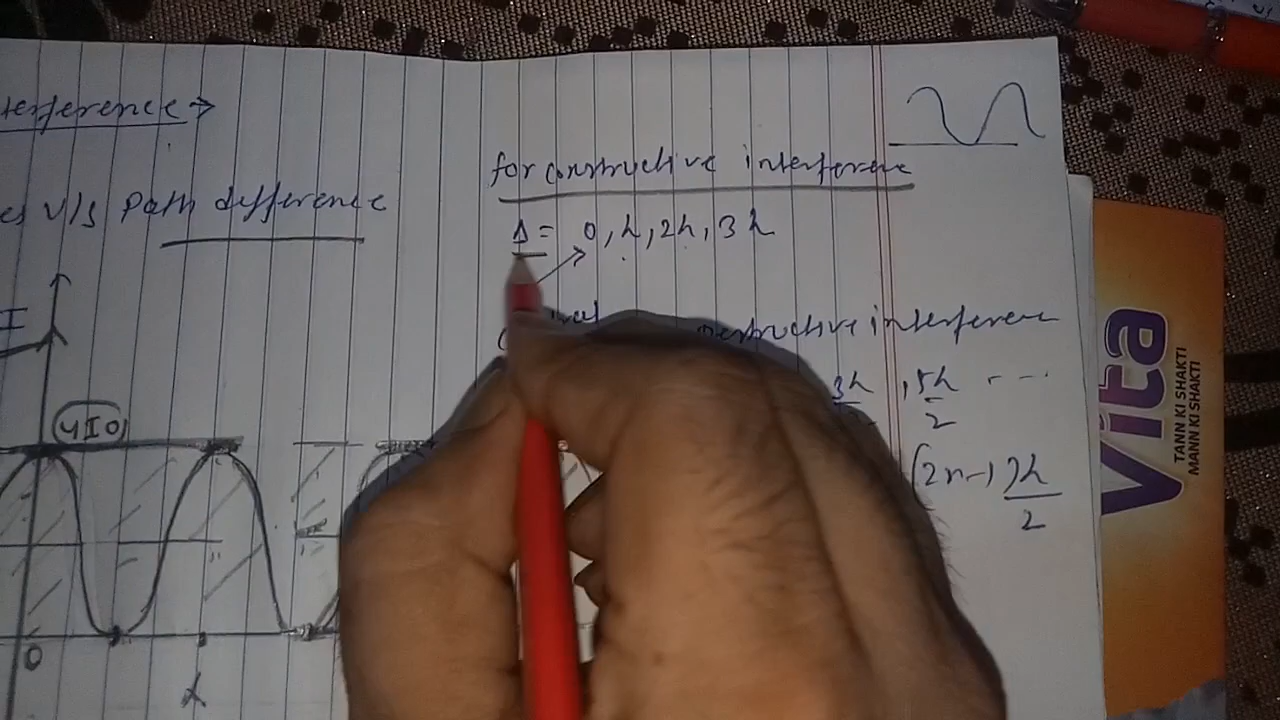 terference →
v/s Path difference
for constructive interference
Δ = 0, λ, 2λ, 3λ
Destructive interference
3λ/2, 5λ/2 ----
(2n-1)λ/2
I
4I0
0
λ
Vita
TANN KI SHAKTI
MANN KI SHAKTI